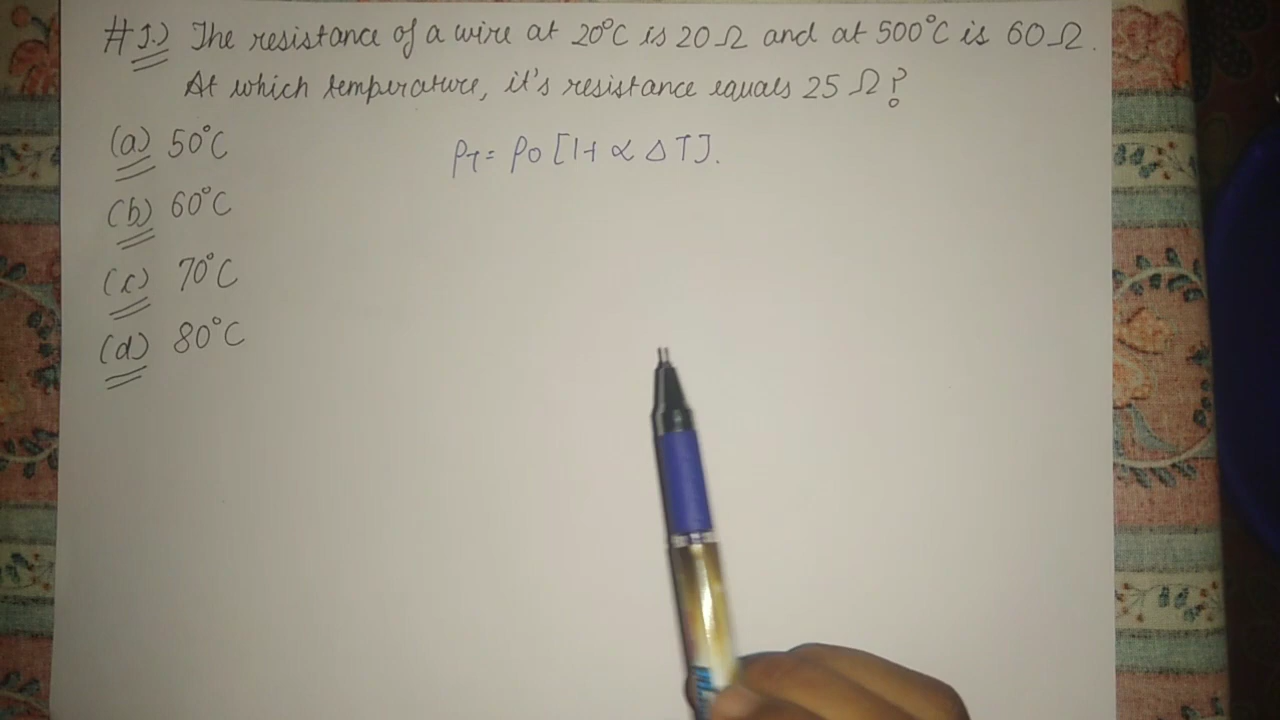 # 1.) The resistance of a wire at 20°C is 20 Ω and at 500°C is 60 Ω.
At which temperature, it's resistance equals 25 Ω?
(a) 50°C
ρT = ρ0 [1 + α Δ T].
(b) 60°C
(c) 70°C
(d) 80°C